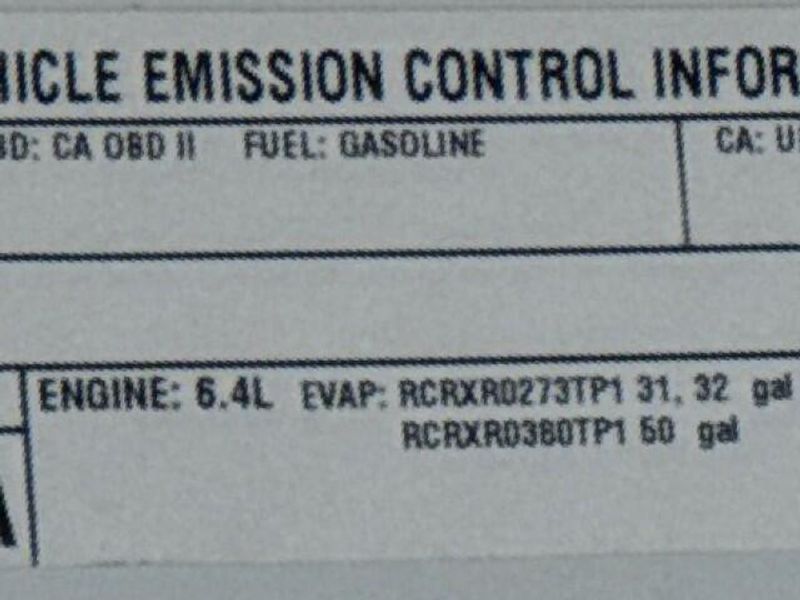 HICLE EMISSION CONTROL INFOR
BD: CA OBD II FUEL: GASOLINE CA: U
ENGINE: 6.4L EVAP: RCRXR0273TP1 31, 32 gal
RCRXR0380TP1 50 gal
A